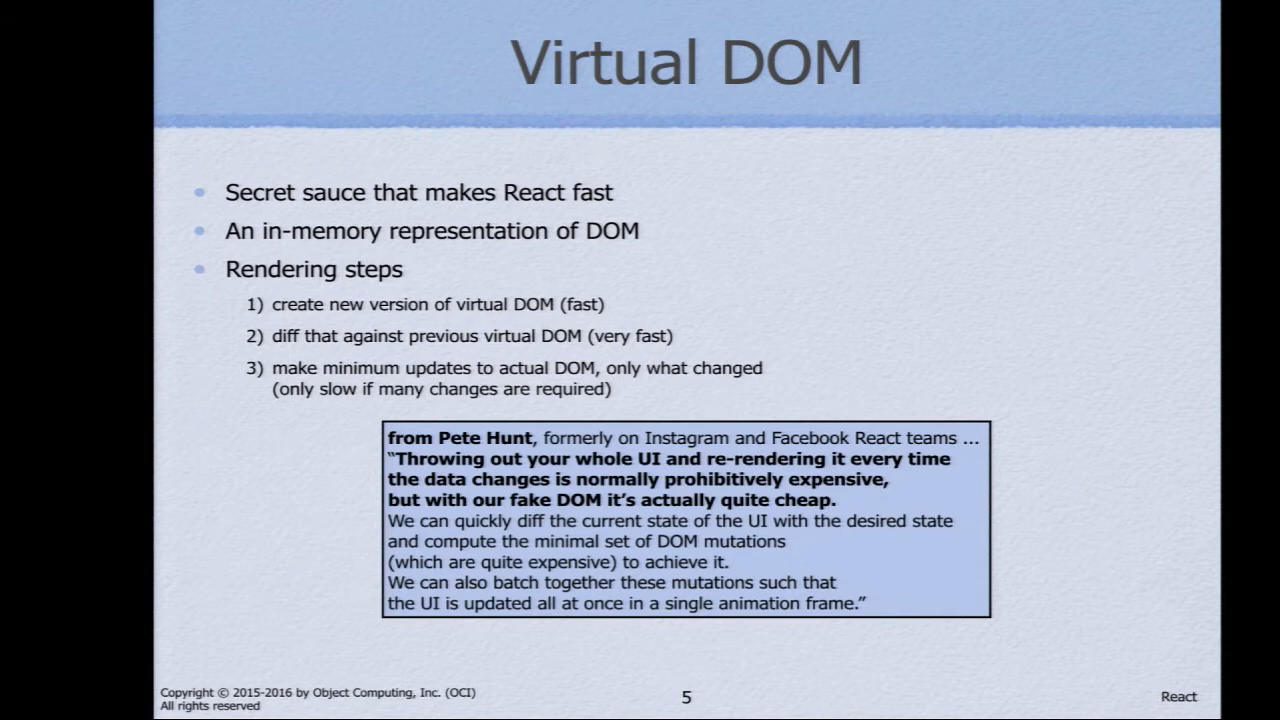 Virtual DOM
• Secret sauce that makes React fast
• An in-memory representation of DOM
• Rendering steps
1) create new version of virtual DOM (fast)
2) diff that against previous virtual DOM (very fast)
3) make minimum updates to actual DOM, only what changed
(only slow if many changes are required)
from Pete Hunt, formerly on Instagram and Facebook React teams ...
“Throwing out your whole UI and re-rendering it every time
the data changes is normally prohibitively expensive,
but with our fake DOM it’s actually quite cheap.
We can quickly diff the current state of the UI with the desired state
and compute the minimal set of DOM mutations
(which are quite expensive) to achieve it.
We can also batch together these mutations such that
the UI is updated all at once in a single animation frame.”
Copyright © 2015-2016 by Object Computing, Inc. (OCI)
All rights reserved
5
React